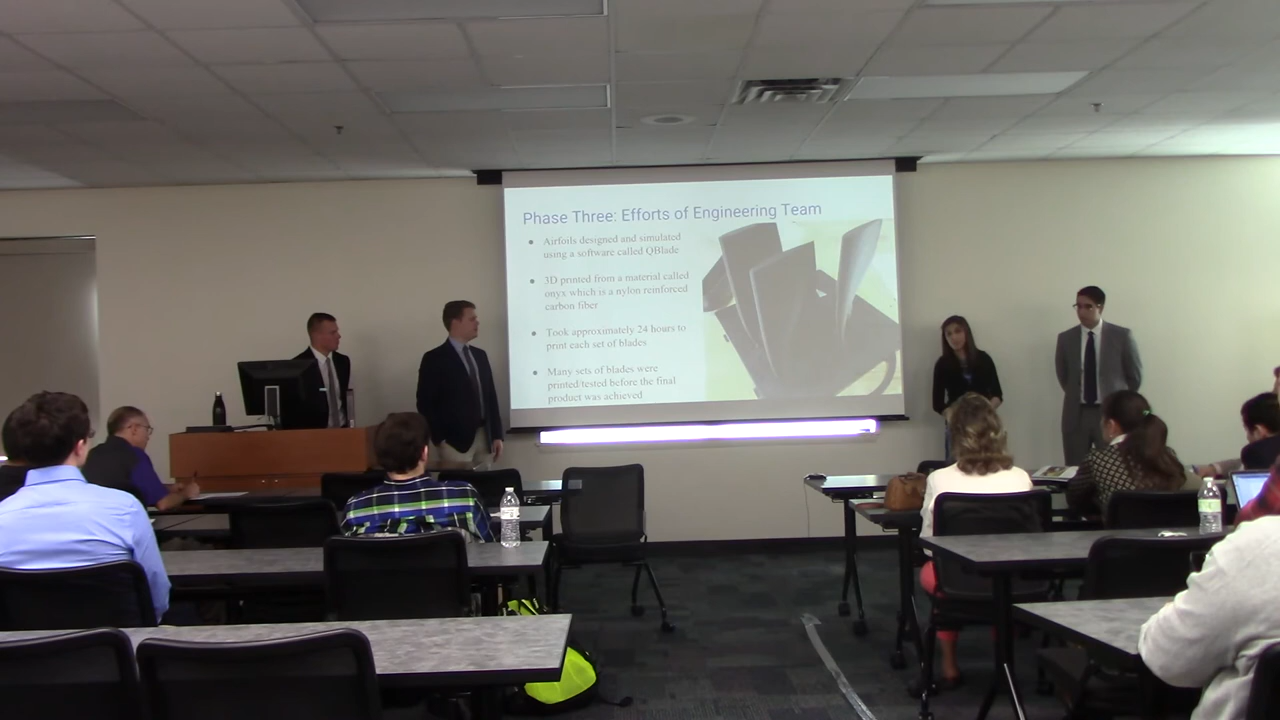 Phase Three: Efforts of Engineering Team
● Airfoils designed and simulated
using a software called QBlade
● 3D printed from a material called
onyx which is a nylon reinforced
carbon fiber
● Took approximately 24 hours to
print each set of blades
● Many sets of blades were
printed/tested before the final
product was achieved